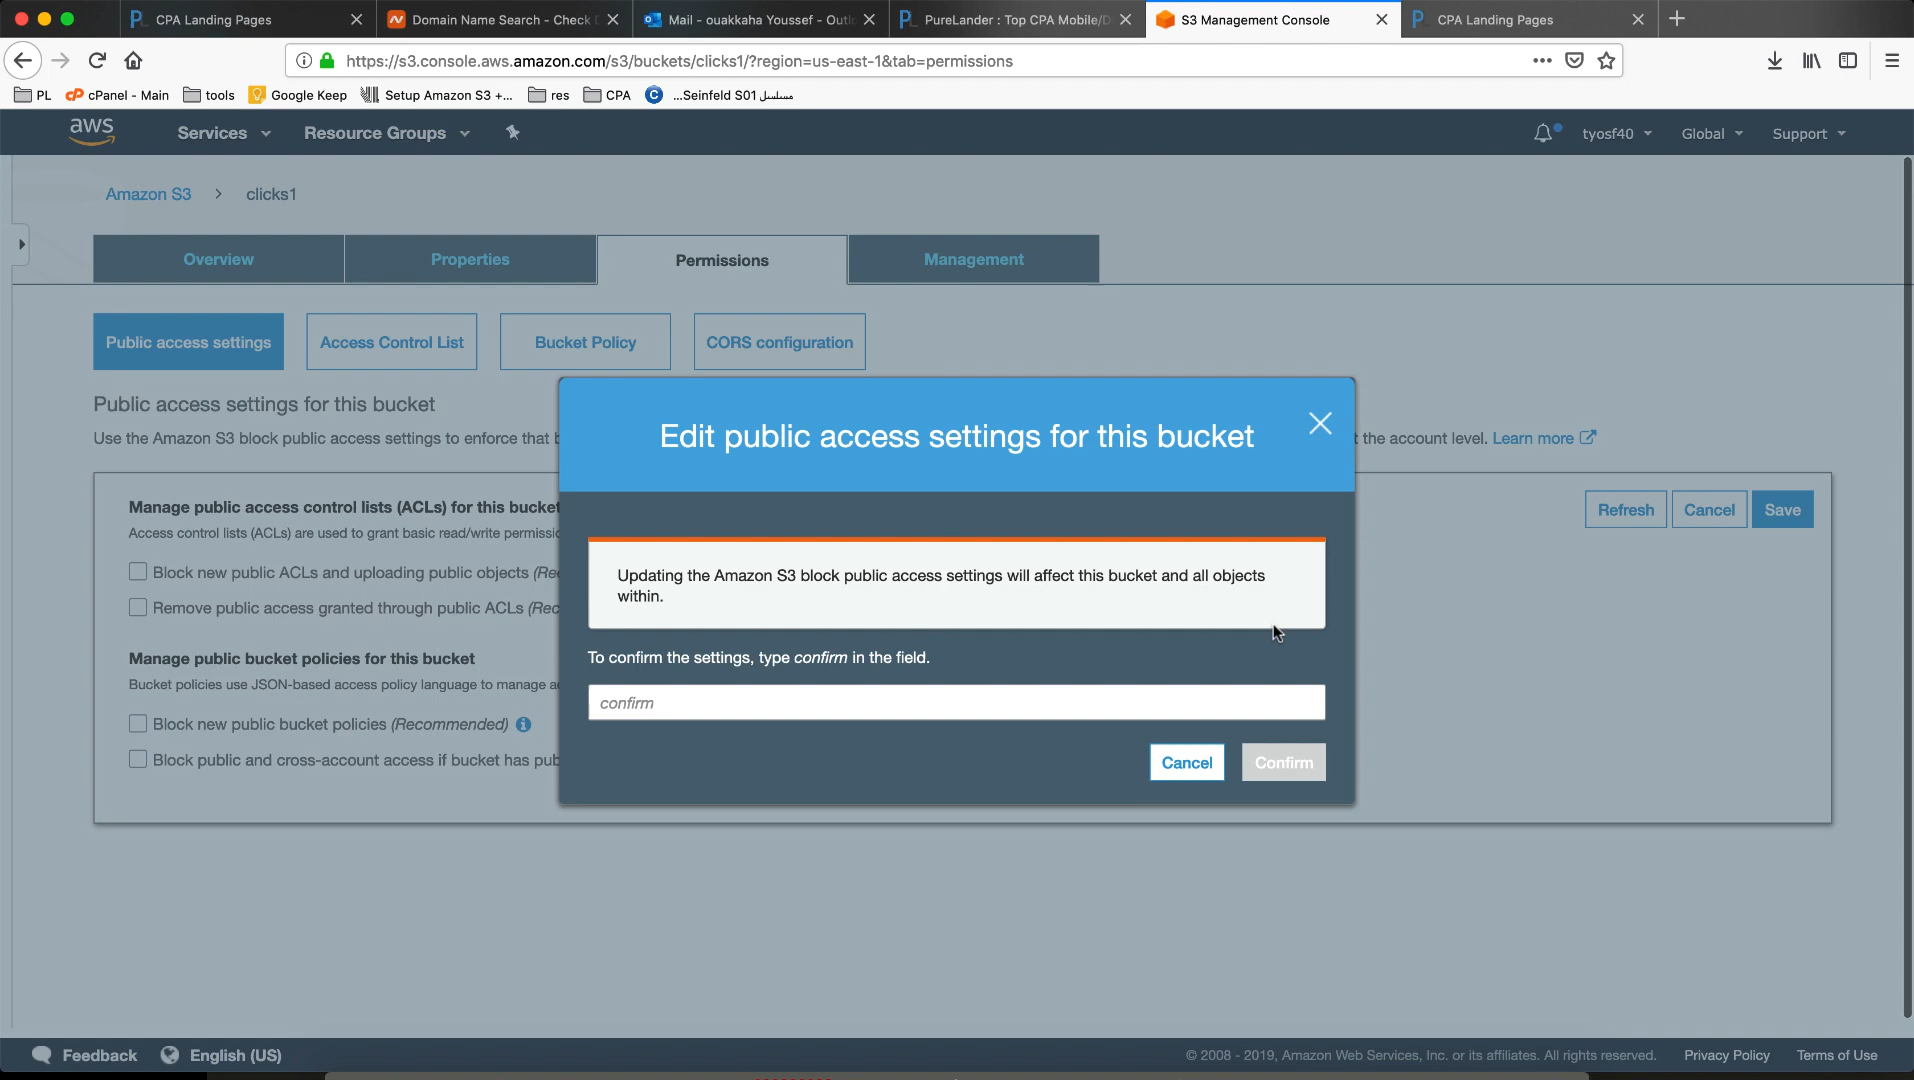 CPA Landing Pages
Domain Name Search - Check
Mail - ouakkaha Youssef - Outl
PureLander : Top CPA Mobile/D
S3 Management Console
CPA Landing Pages
https://s3.console.aws.amazon.com/s3/buckets/clicks1/?region=us-east-1&tab=permissions
PL
cPanel - Main
tools
Google Keep
Setup Amazon S3 +...
res
CPA
...Seinfeld S01 مسلسل
aws
Services
Resource Groups
tyosf40
Global
Support
Amazon S3 > clicks1
Overview
Properties
Permissions
Management
Public access settings
Access Control List
Bucket Policy
CORS configuration
Public access settings for this bucket
Use the Amazon S3 block public access settings to enforce that
t the account level. Learn more
Edit public access settings for this bucket
Manage public access control lists (ACLs) for this bucket
Access control lists (ACLs) are used to grant basic read/write permissio
Refresh
Cancel
Save
Block new public ACLs and uploading public objects (Re
Remove public access granted through public ACLs (Rec
Manage public bucket policies for this bucket
Bucket policies use JSON-based access policy language to manage a
Block new public bucket policies (Recommended)
Block public and cross-account access if bucket has pub
Updating the Amazon S3 block public access settings will affect this bucket and all objects
within.
To confirm the settings, type confirm in the field.
confirm
Cancel
Confirm
Feedback
English (US)
© 2008 - 2019, Amazon Web Services, Inc. or its affiliates. All rights reserved.
Privacy Policy
Terms of Use